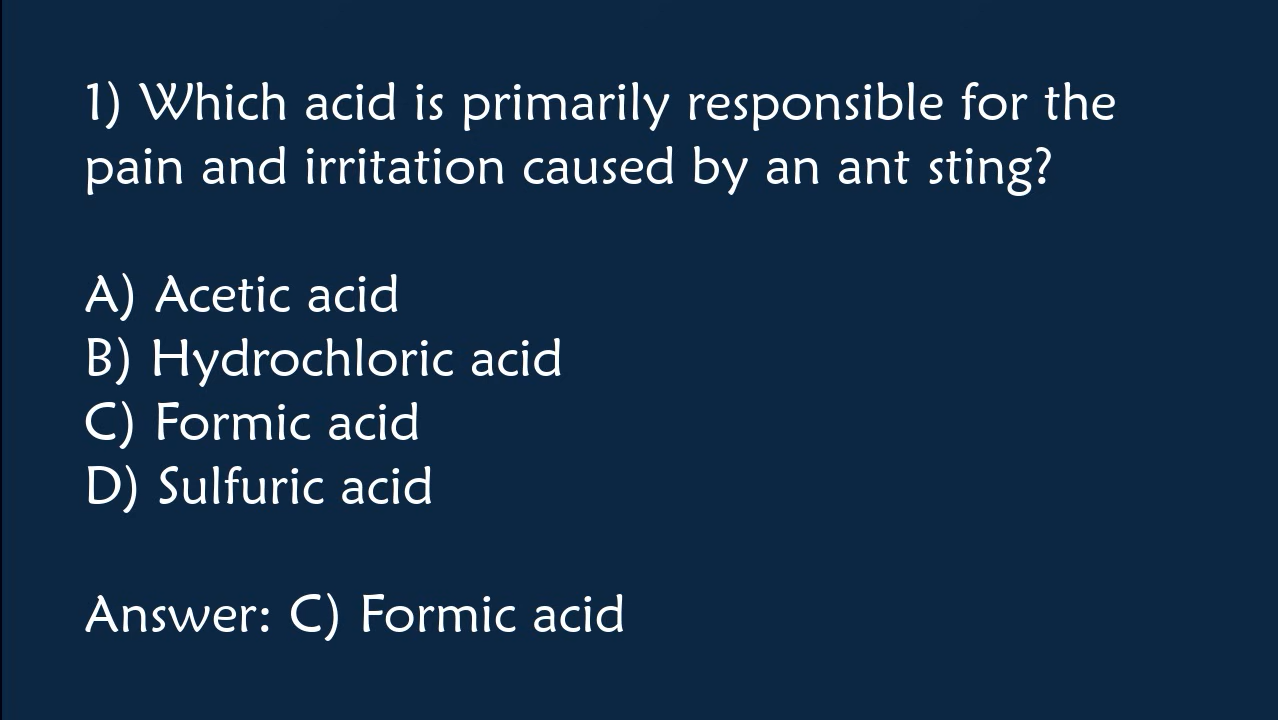 1) Which acid is primarily responsible for the
pain and irritation caused by an ant sting?
A) Acetic acid
B) Hydrochloric acid
C) Formic acid
D) Sulfuric acid
Answer: C) Formic acid